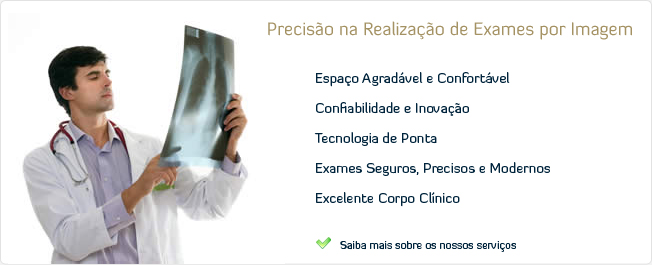 Precisão na Realização de Exames por Imagem
Espaço Agradável e Confortável
Confiabilidade e Inovação
Tecnologia de Ponta
Exames Seguros, Precisos e Modernos
Excelente Corpo Clínico
Saiba mais sobre os nossos serviços